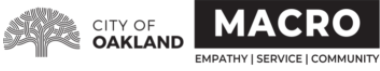 CITY OF
OAKLAND
MACRO
EMPATHY | SERVICE | COMMUNITY